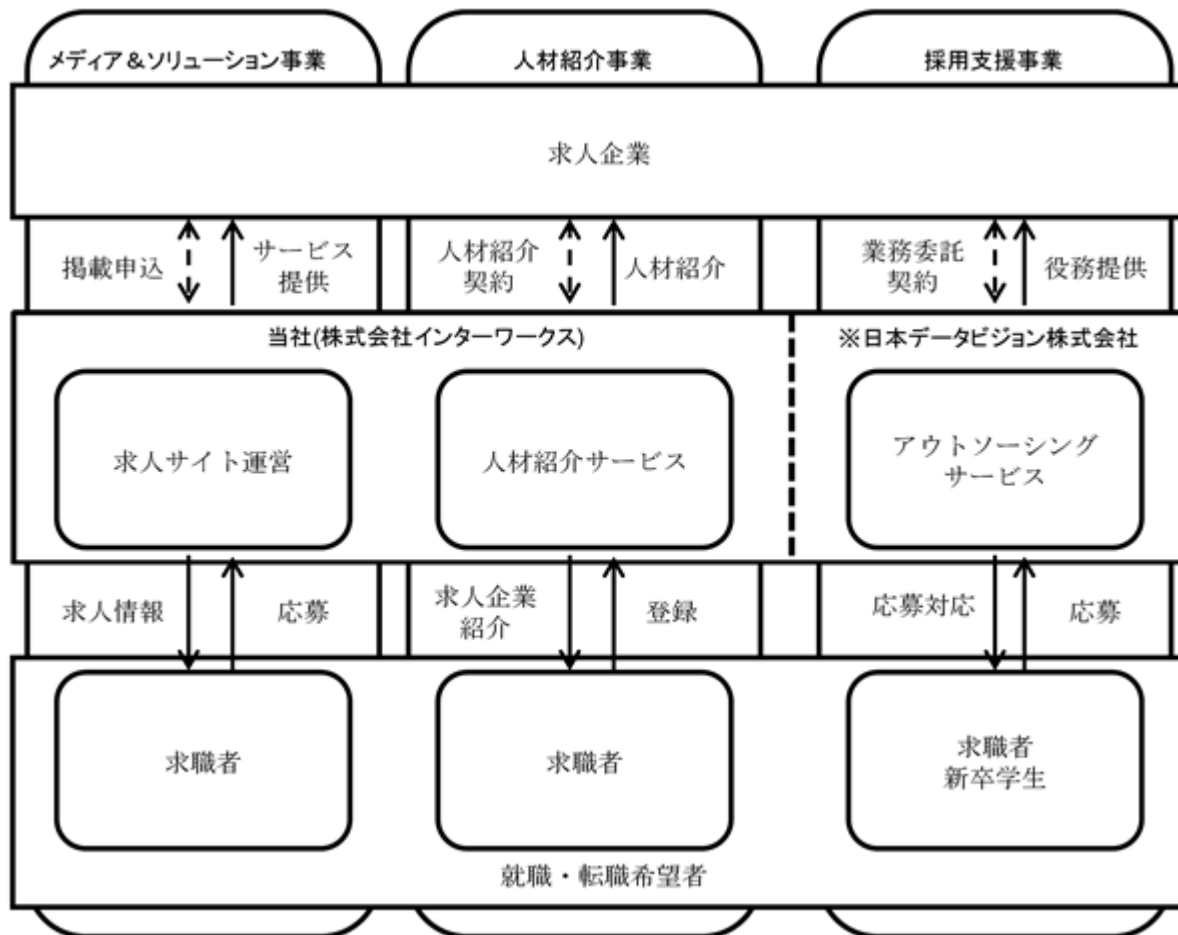 メディア&ソリューション事業
人材紹介事業
採用支援事業
求人企業
掲載申込
サービス
提供
人材紹介
契約
人材紹介
業務委託
契約
役務提供
当社(株式会社インターワークス)
※日本データビジョン株式会社
求人サイト運営
人材紹介サービス
アウトソーシング
サービス
求人情報
応募
求人企業
紹介
登録
応募対応
応募
求職者
求職者
求職者
新卒学生
就職・転職希望者